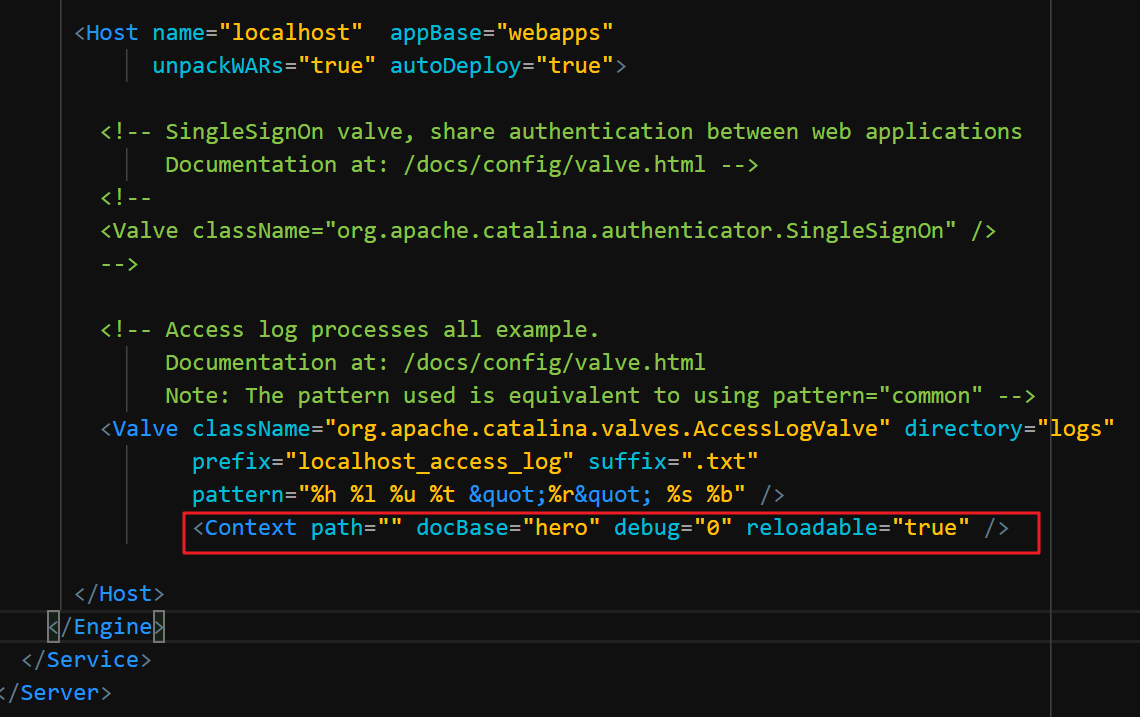 <Host name="localhost"  appBase="webapps"
unpackWARs="true" autoDeploy="true">
<!-- SingleSignOn valve, share authentication between web applications
Documentation at: /docs/config/valve.html -->
<!--
<Valve className="org.apache.catalina.authenticator.SingleSignOn" />
-->
<!-- Access log processes all example.
Documentation at: /docs/config/valve.html
Note: The pattern used is equivalent to using pattern="common" -->
<Valve className="org.apache.catalina.valves.AccessLogValve" directory="logs"
prefix="localhost_access_log" suffix=".txt"
pattern="%h %l %u %t &quot;%r&quot; %s %b" />
<Context path="" docBase="hero" debug="0" reloadable="true" />
</Host>
</Engine>
</Service>
</Server>